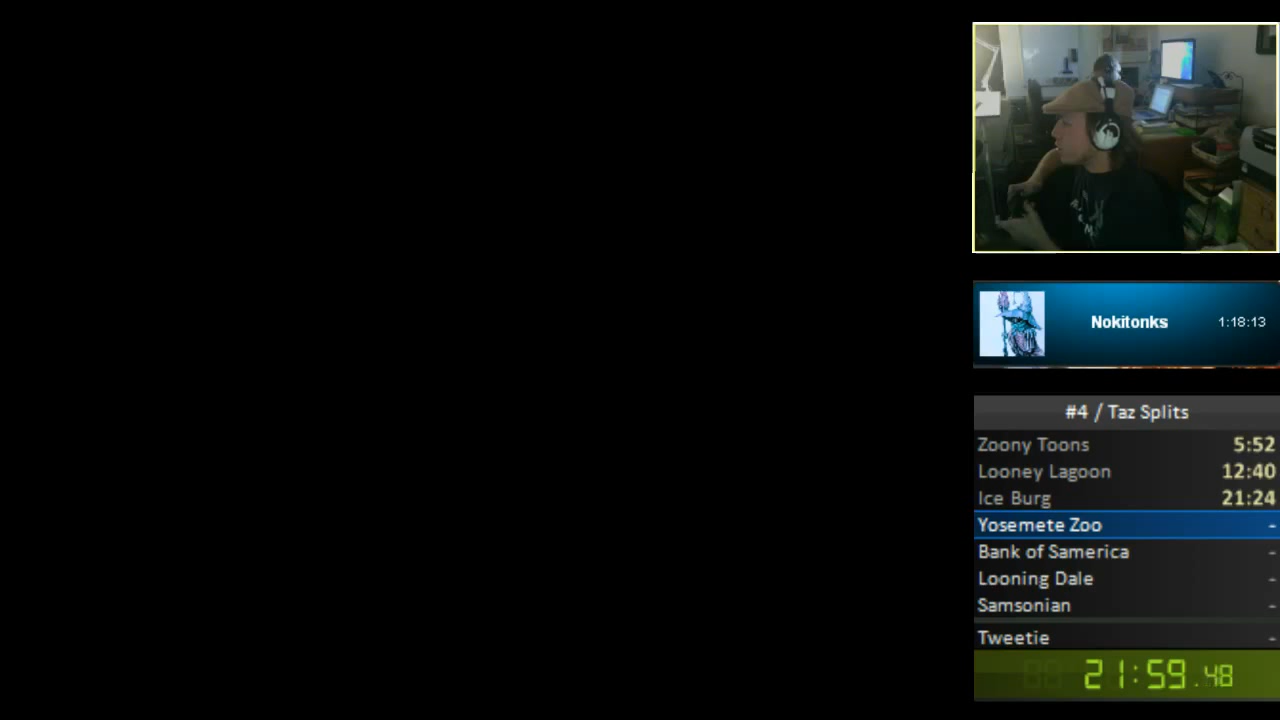 Nokitonks 1:18:13
#4 / Taz Splits
Zoony Toons 5:52
Looney Lagoon 12:40
Ice Burg 21:24
Yosemete Zoo -
Bank of Samerica -
Looning Dale -
Samsonian -
Tweetie -
21:59.48